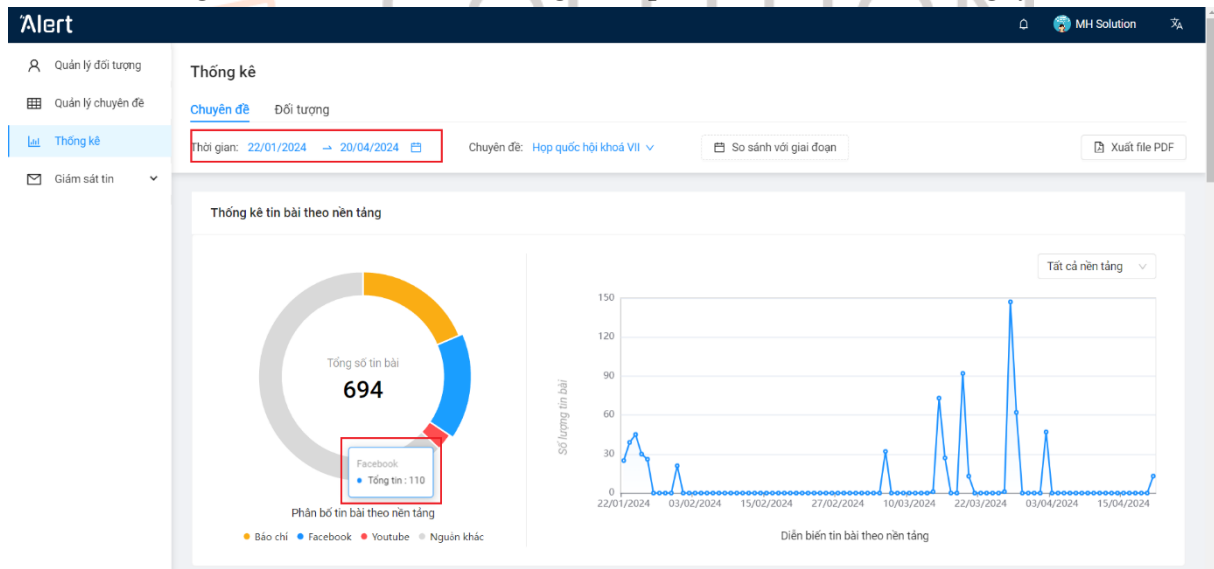 Alert
MH Solution
Quản lý đối tượng
Quản lý chuyên đề
Thống kê
Giám sát tin
Thống kê
Chuyên đề Đối tượng
Thời gian: 22/01/2024 → 20/04/2024 Chuyên đề: Họp quốc hội khoá VII So sánh với giai đoạn Xuất file PDF
Thống kê tin bài theo nền tảng
Tổng số tin bài
694
Facebook
Tổng tin : 110
Phân bố tin bài theo nền tảng
Báo chí Facebook Youtube Nguồn khác
Tất cả nền tảng
Số lượng tin bài
150
120
90
60
30
0
22/01/2024 03/02/2024 15/02/2024 27/02/2024 10/03/2024 22/03/2024 03/04/2024 15/04/2024
Diễn biến tin bài theo nền tảng